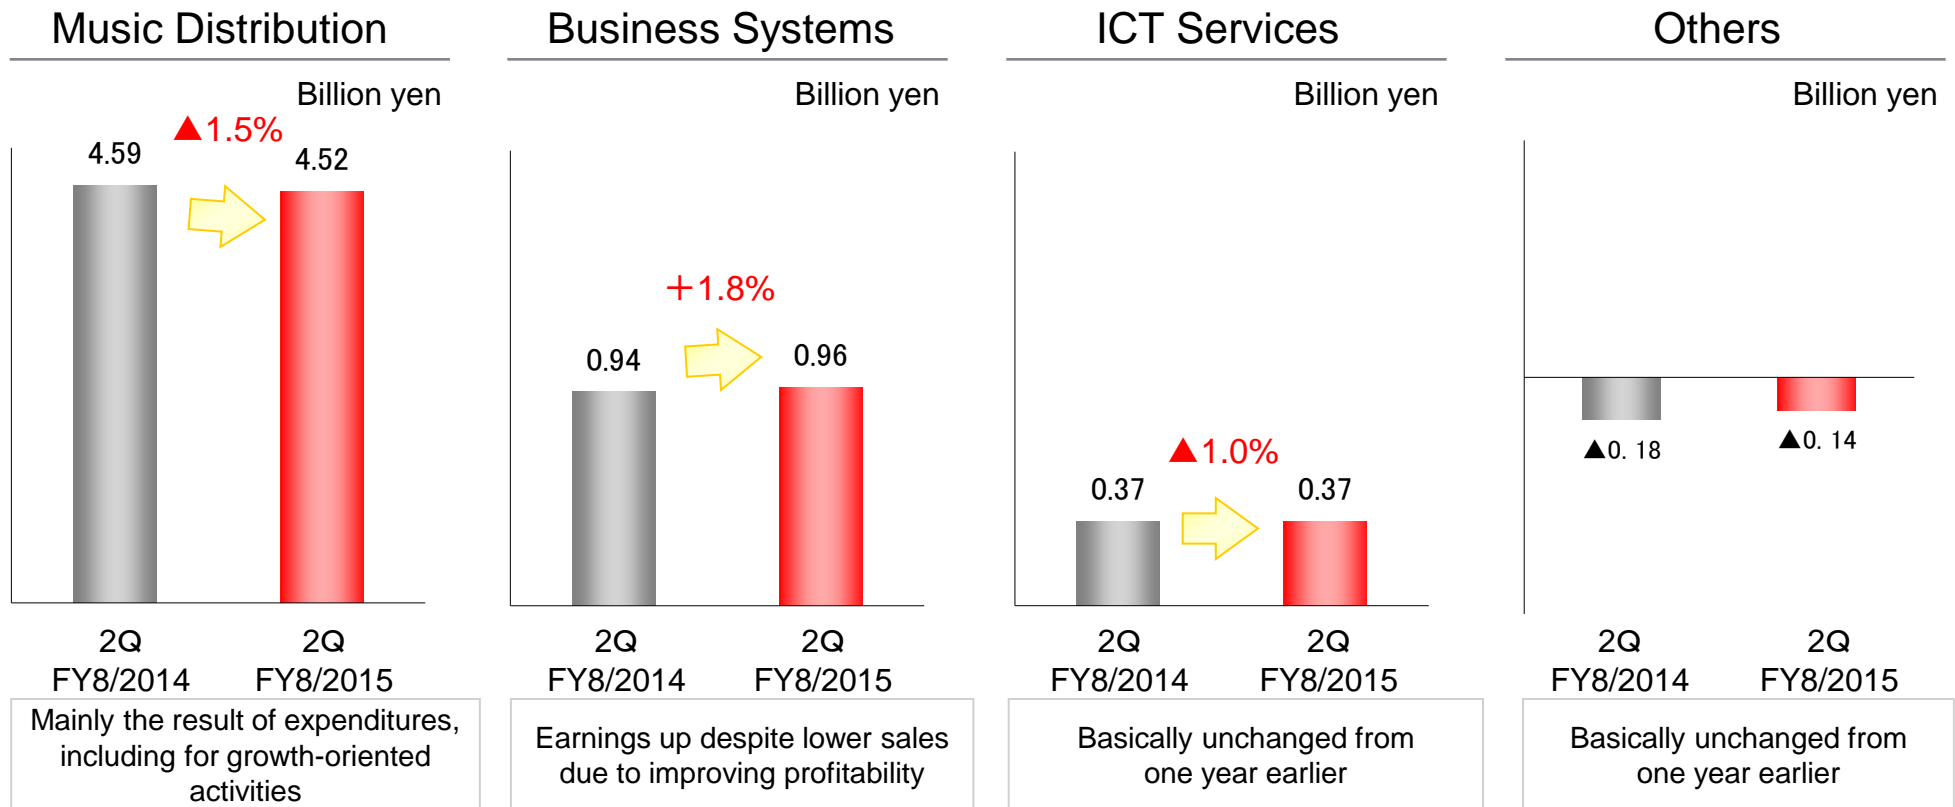 Music Distribution
Billion yen
▲1.5%
4.59
4.52
2Q
FY8/2014
2Q
FY8/2015
Mainly the result of expenditures,
including for growth-oriented
activities
Business Systems
Billion yen
+1.8%
0.94
0.96
2Q
FY8/2014
2Q
FY8/2015
Earnings up despite lower sales
due to improving profitability
ICT Services
Billion yen
▲1.0%
0.37
0.37
2Q
FY8/2014
2Q
FY8/2015
Basically unchanged from
one year earlier
Others
Billion yen
▲0.18
▲0.14
2Q
FY8/2014
2Q
FY8/2015
Basically unchanged from
one year earlier